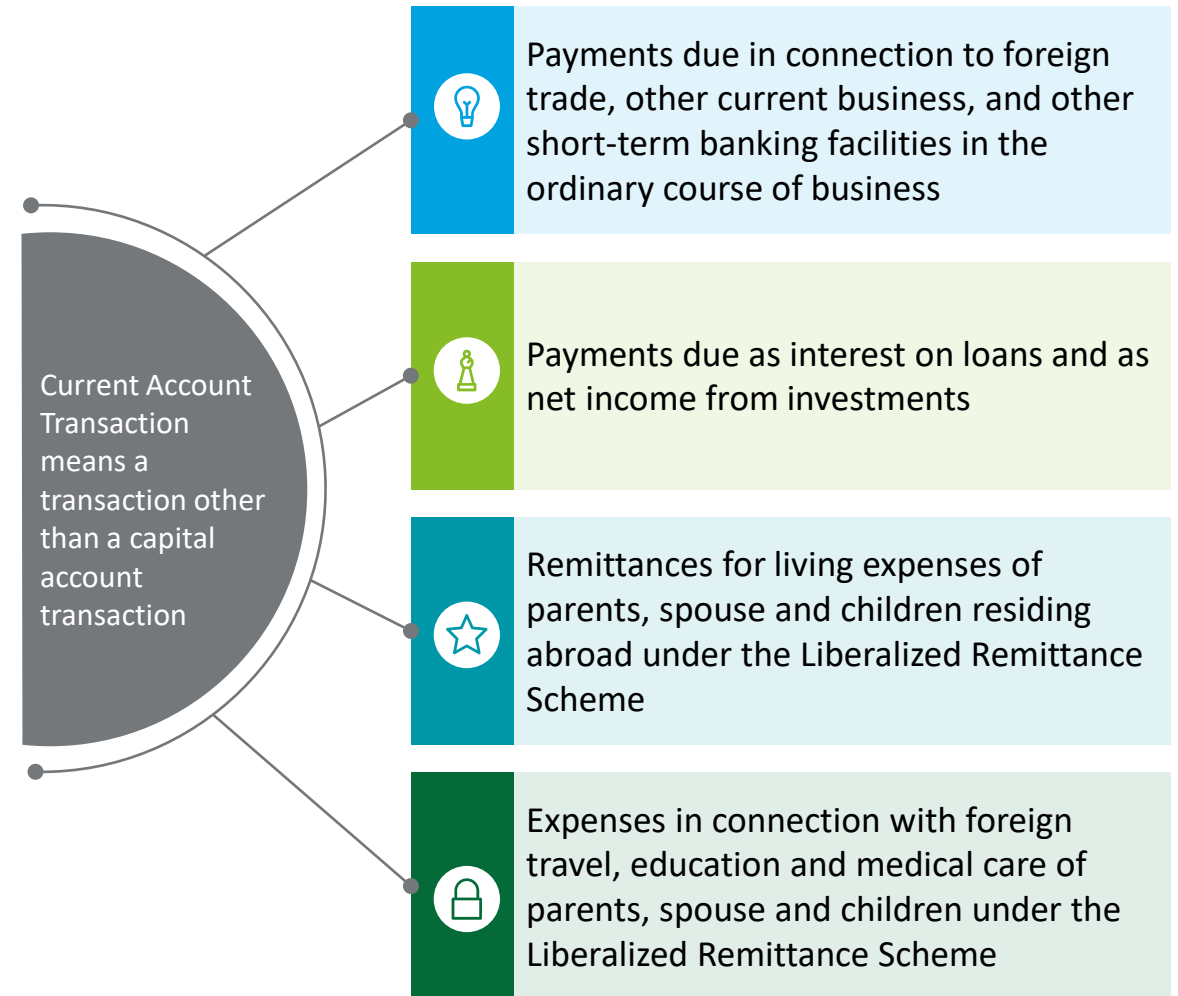 Current Account
Transaction
means a
transaction other
than a capital
account
transaction
Payments due in connection to foreign
trade, other current business, and other
short-term banking facilities in the
ordinary course of business
Payments due as interest on loans and as
net income from investments
Remittances for living expenses of
parents, spouse and children residing
abroad under the Liberalized Remittance
Scheme
Expenses in connection with foreign
travel, education and medical care of
parents, spouse and children under the
Liberalized Remittance Scheme